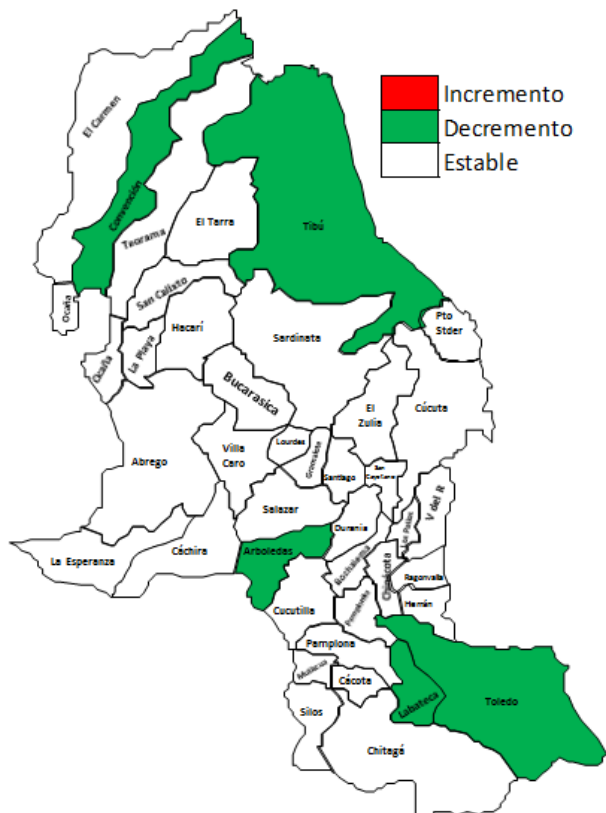 Incremento
Decremento
Estable
El Carmen
Convención
Teorama
El Tarra
Tibú
San Calixto
Ocaña
Hacarí
Sardinata
Pto
Stder
La Playa
Ocaña
Bucarasica
El
Zulia
Cúcuta
Abrego
Villa
Caro
Lourdes
Gramalote
Santiago
San
Cayetano
V del R
Salazar
Durania
La Esperanza
Cáchira
Arboledas
Bochalema
Chinácota
Ragonvalia
Herrán
Cucutilla
Pamplonita
Pamplona
Mutiscua
Cácota
Labateca
Toledo
Silos
Chitagá